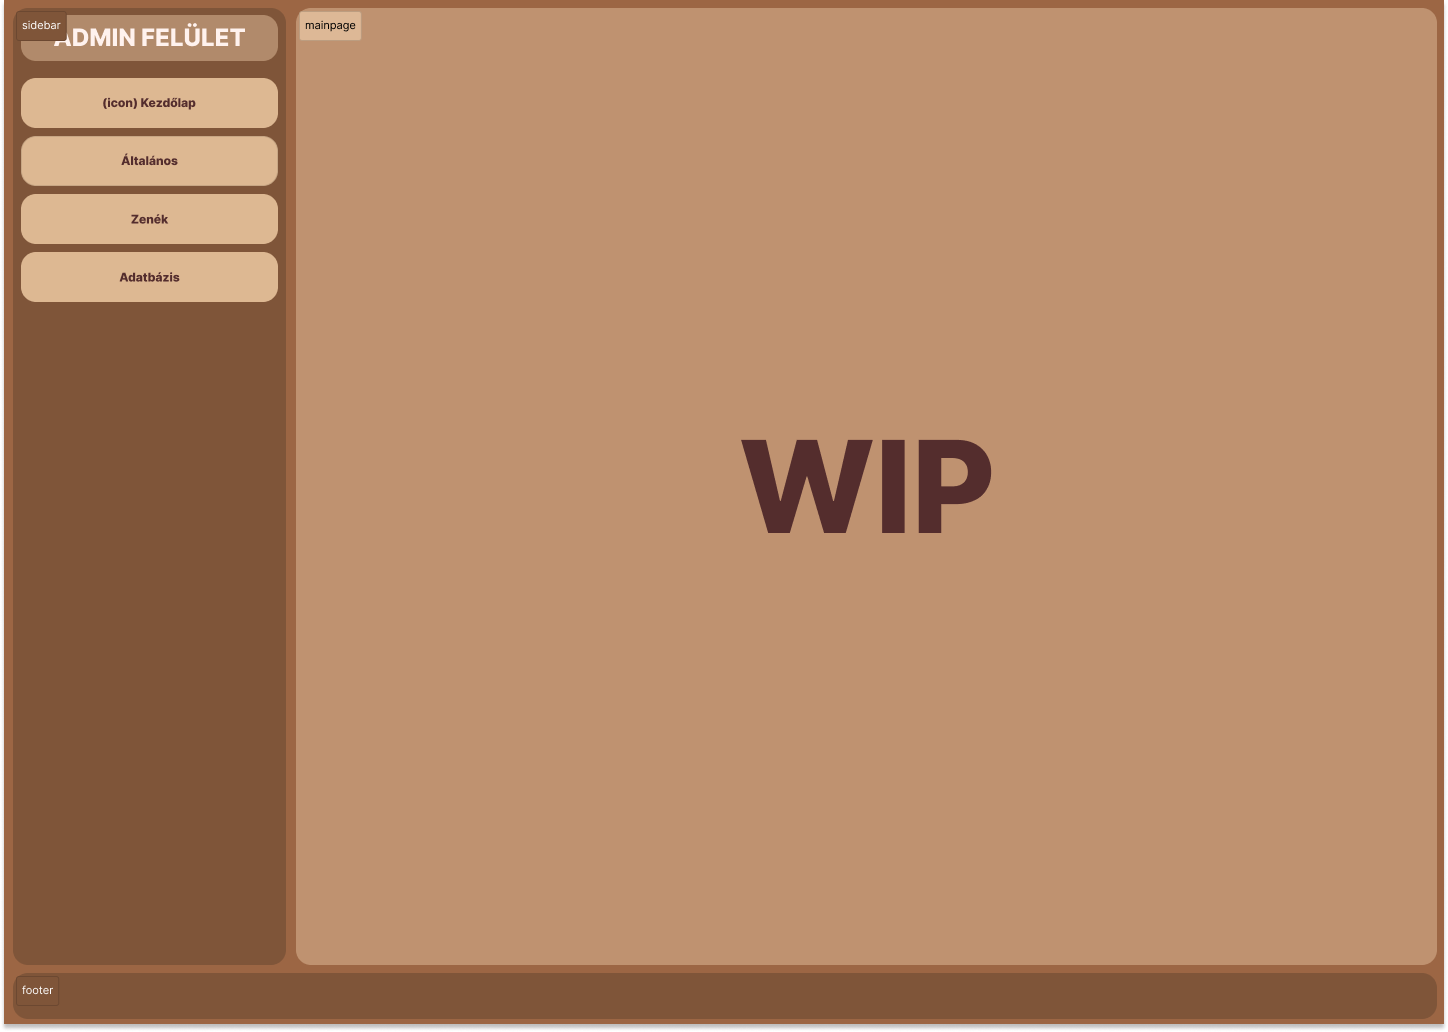 sidebar
ADMIN FELÜLET
(icon) Kezdőlap
Általános
Zenék
Adatbázis
mainpage
WIP
footer